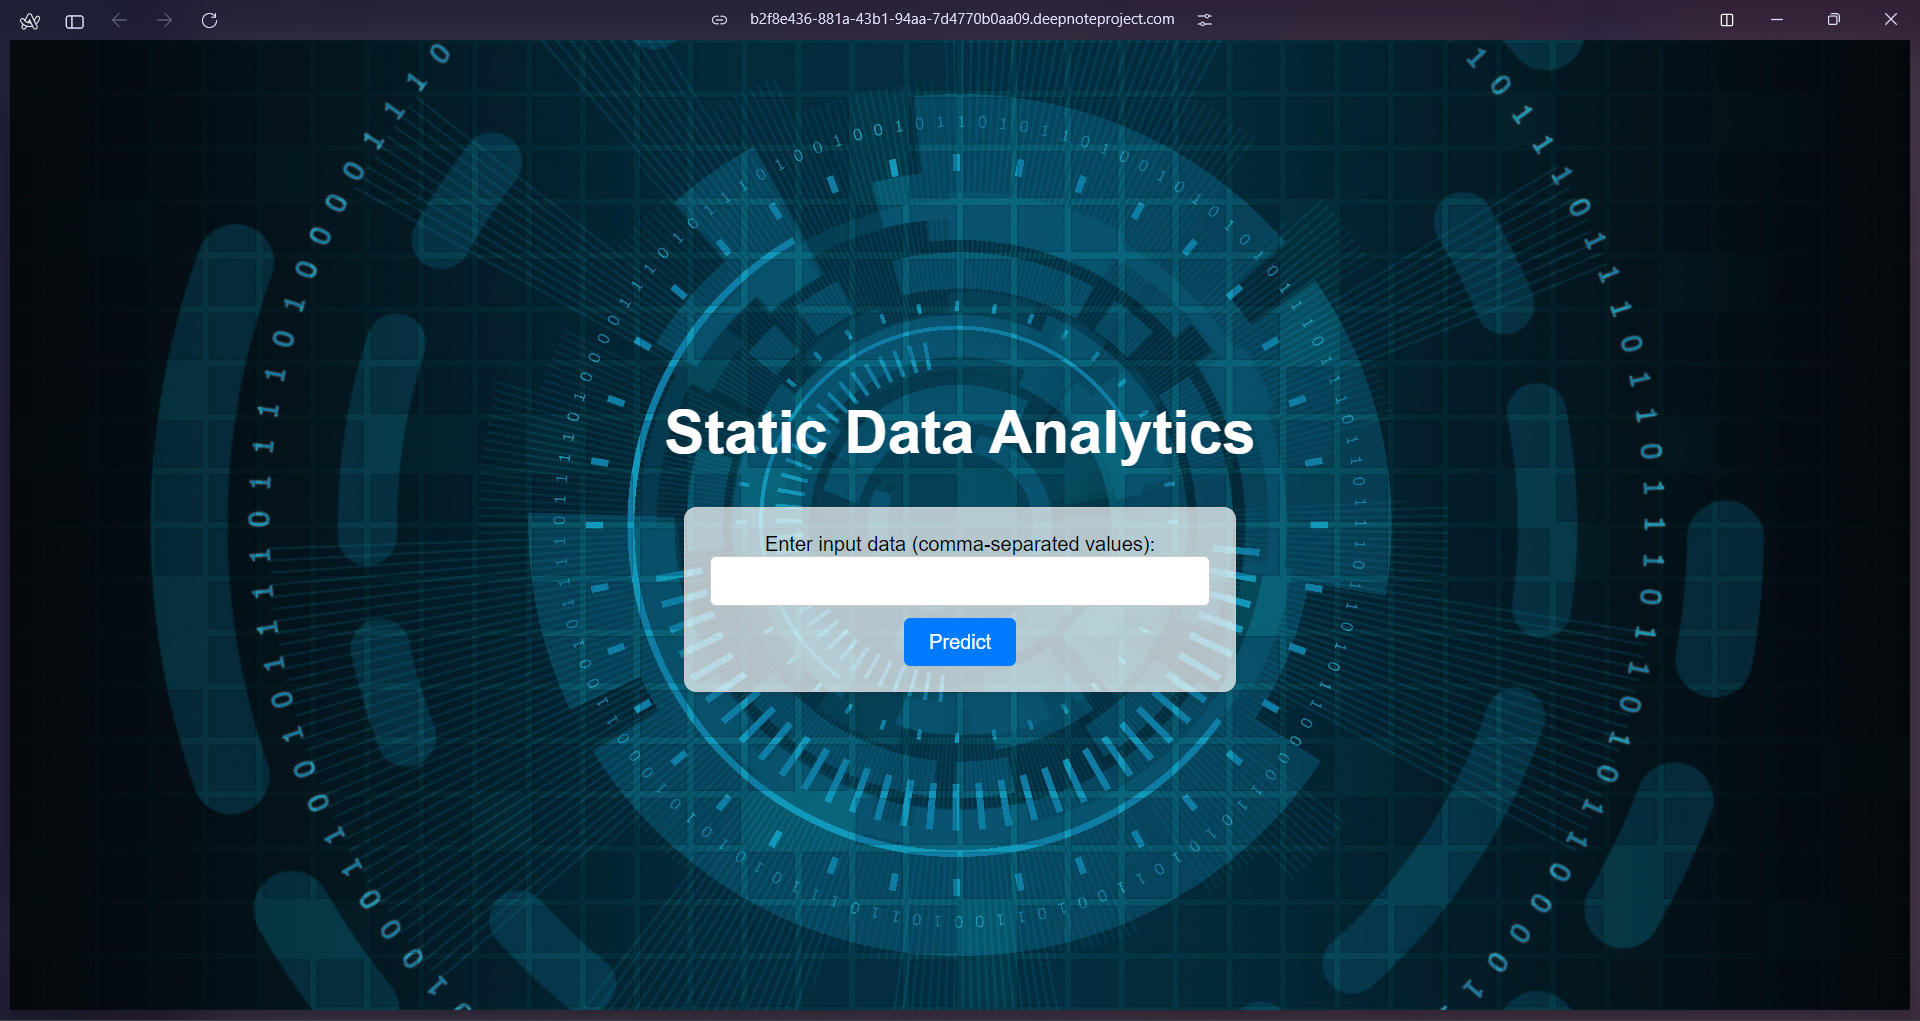 b2f8e436-881a-43b1-94aa-7d4770b0aa09.deepnoteproject.com
Static Data Analytics
Enter input data (comma-separated values):
Predict